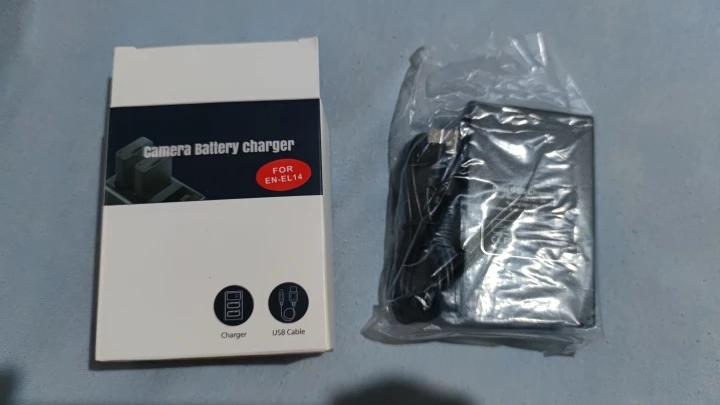 Camera Battery Charger
FOR
EN-EL14
Charger
USB Cable